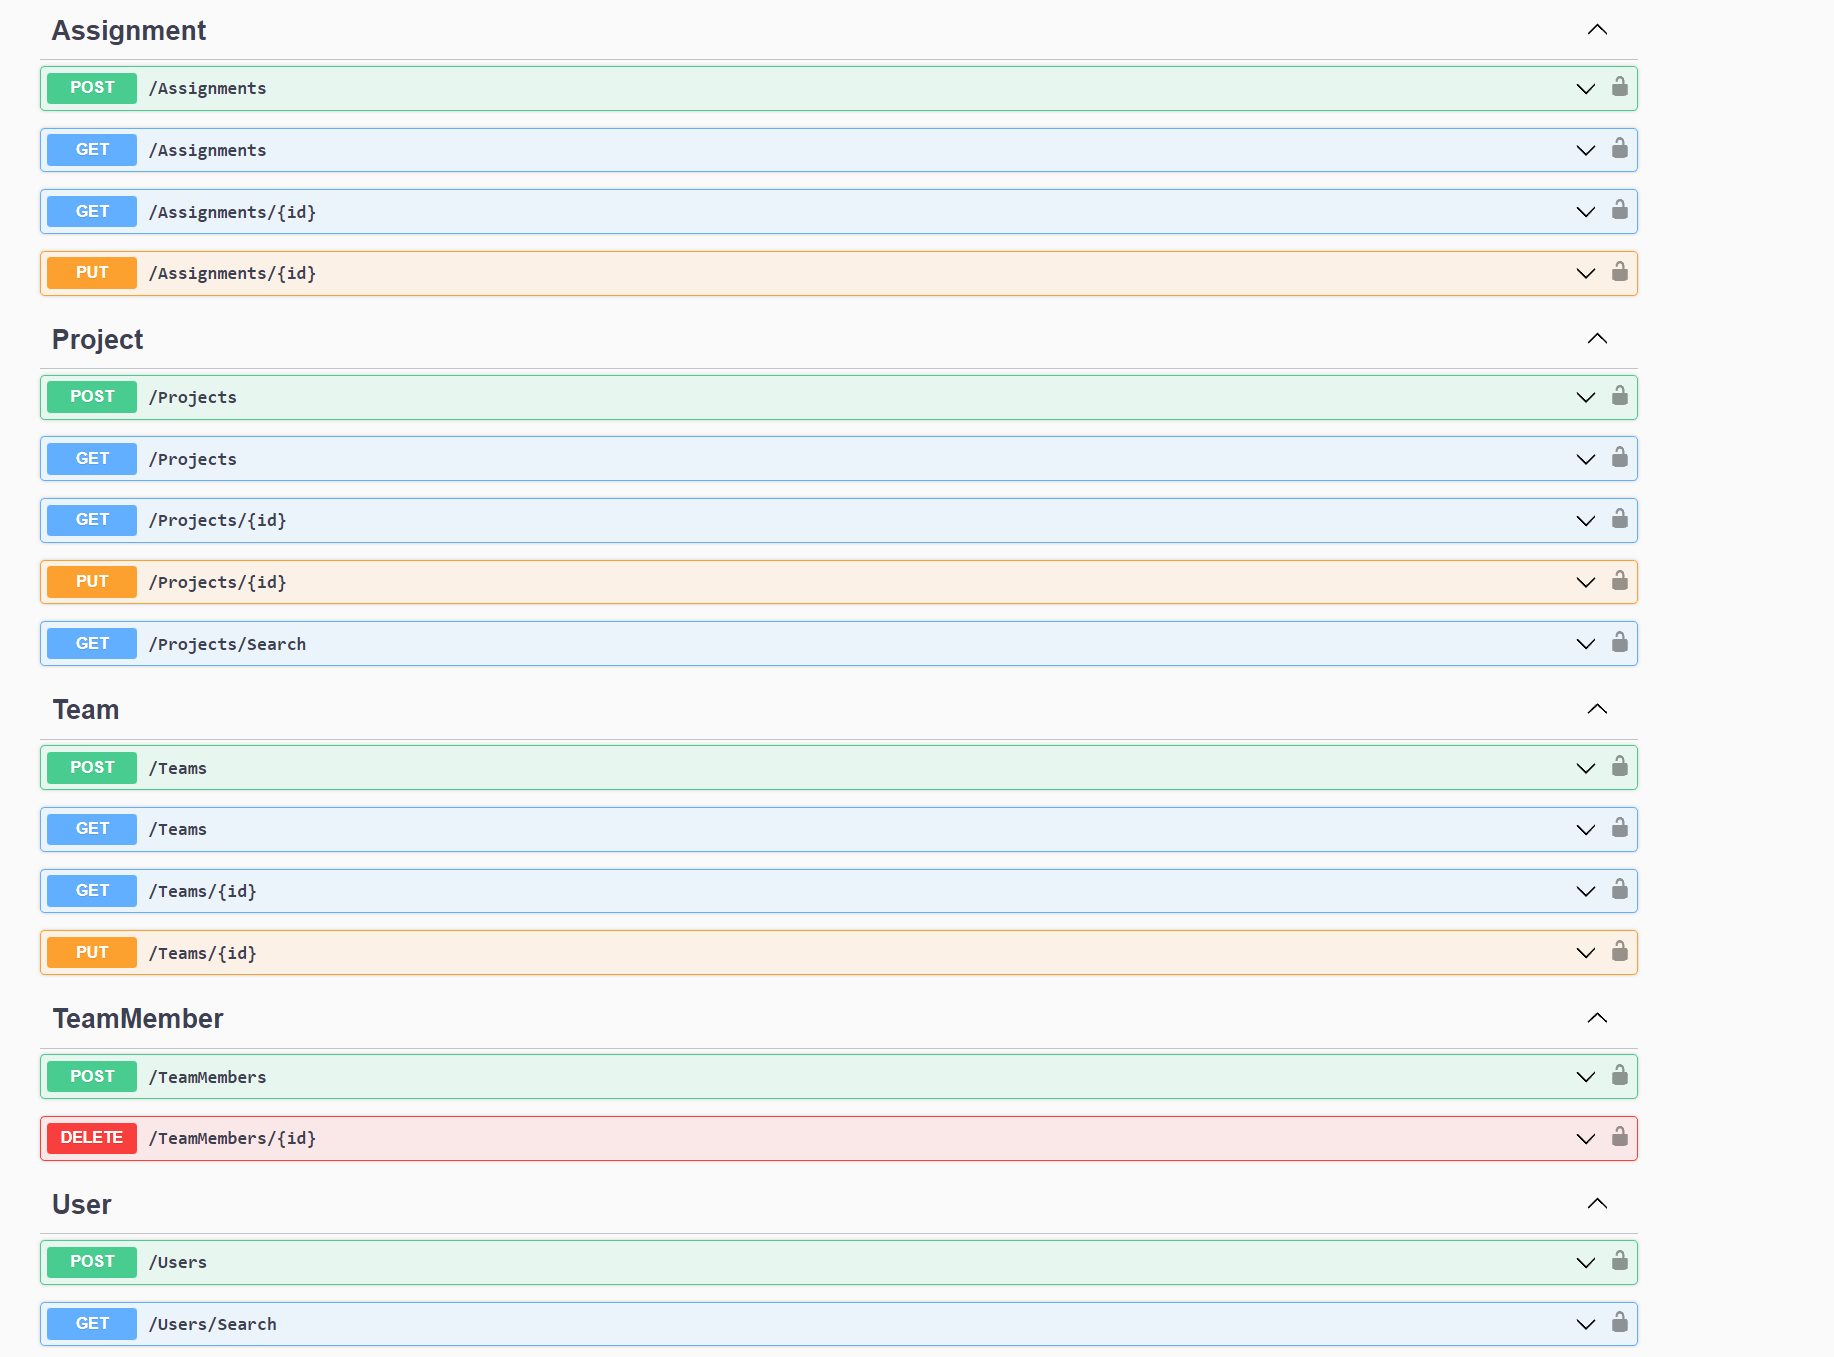 Assignment
POST /Assignments
GET /Assignments
GET /Assignments/{id}
PUT /Assignments/{id}
Project
POST /Projects
GET /Projects
GET /Projects/{id}
PUT /Projects/{id}
GET /Projects/Search
Team
POST /Teams
GET /Teams
GET /Teams/{id}
PUT /Teams/{id}
TeamMember
POST /TeamMembers
DELETE /TeamMembers/{id}
User
POST /Users
GET /Users/Search